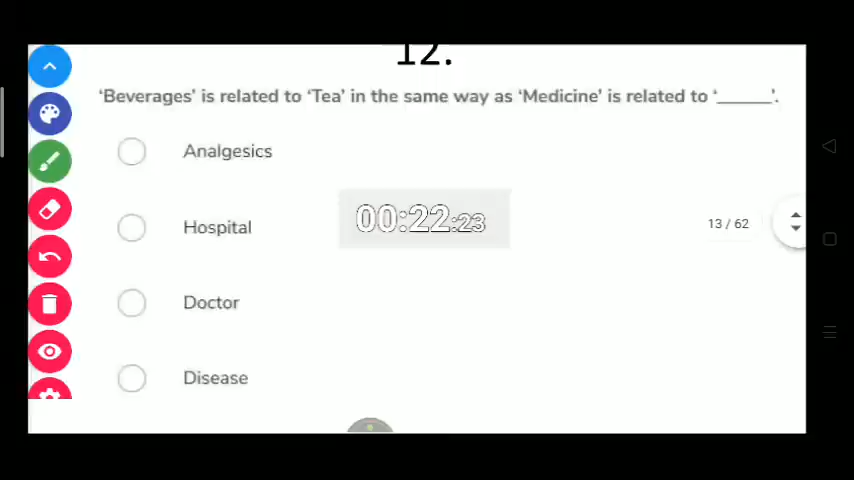 12.
‘Beverages’ is related to ‘Tea’ in the same way as ‘Medicine’ is related to ‘______’.
Analgesics
00:22:23
Hospital
13 / 62
Doctor
Disease